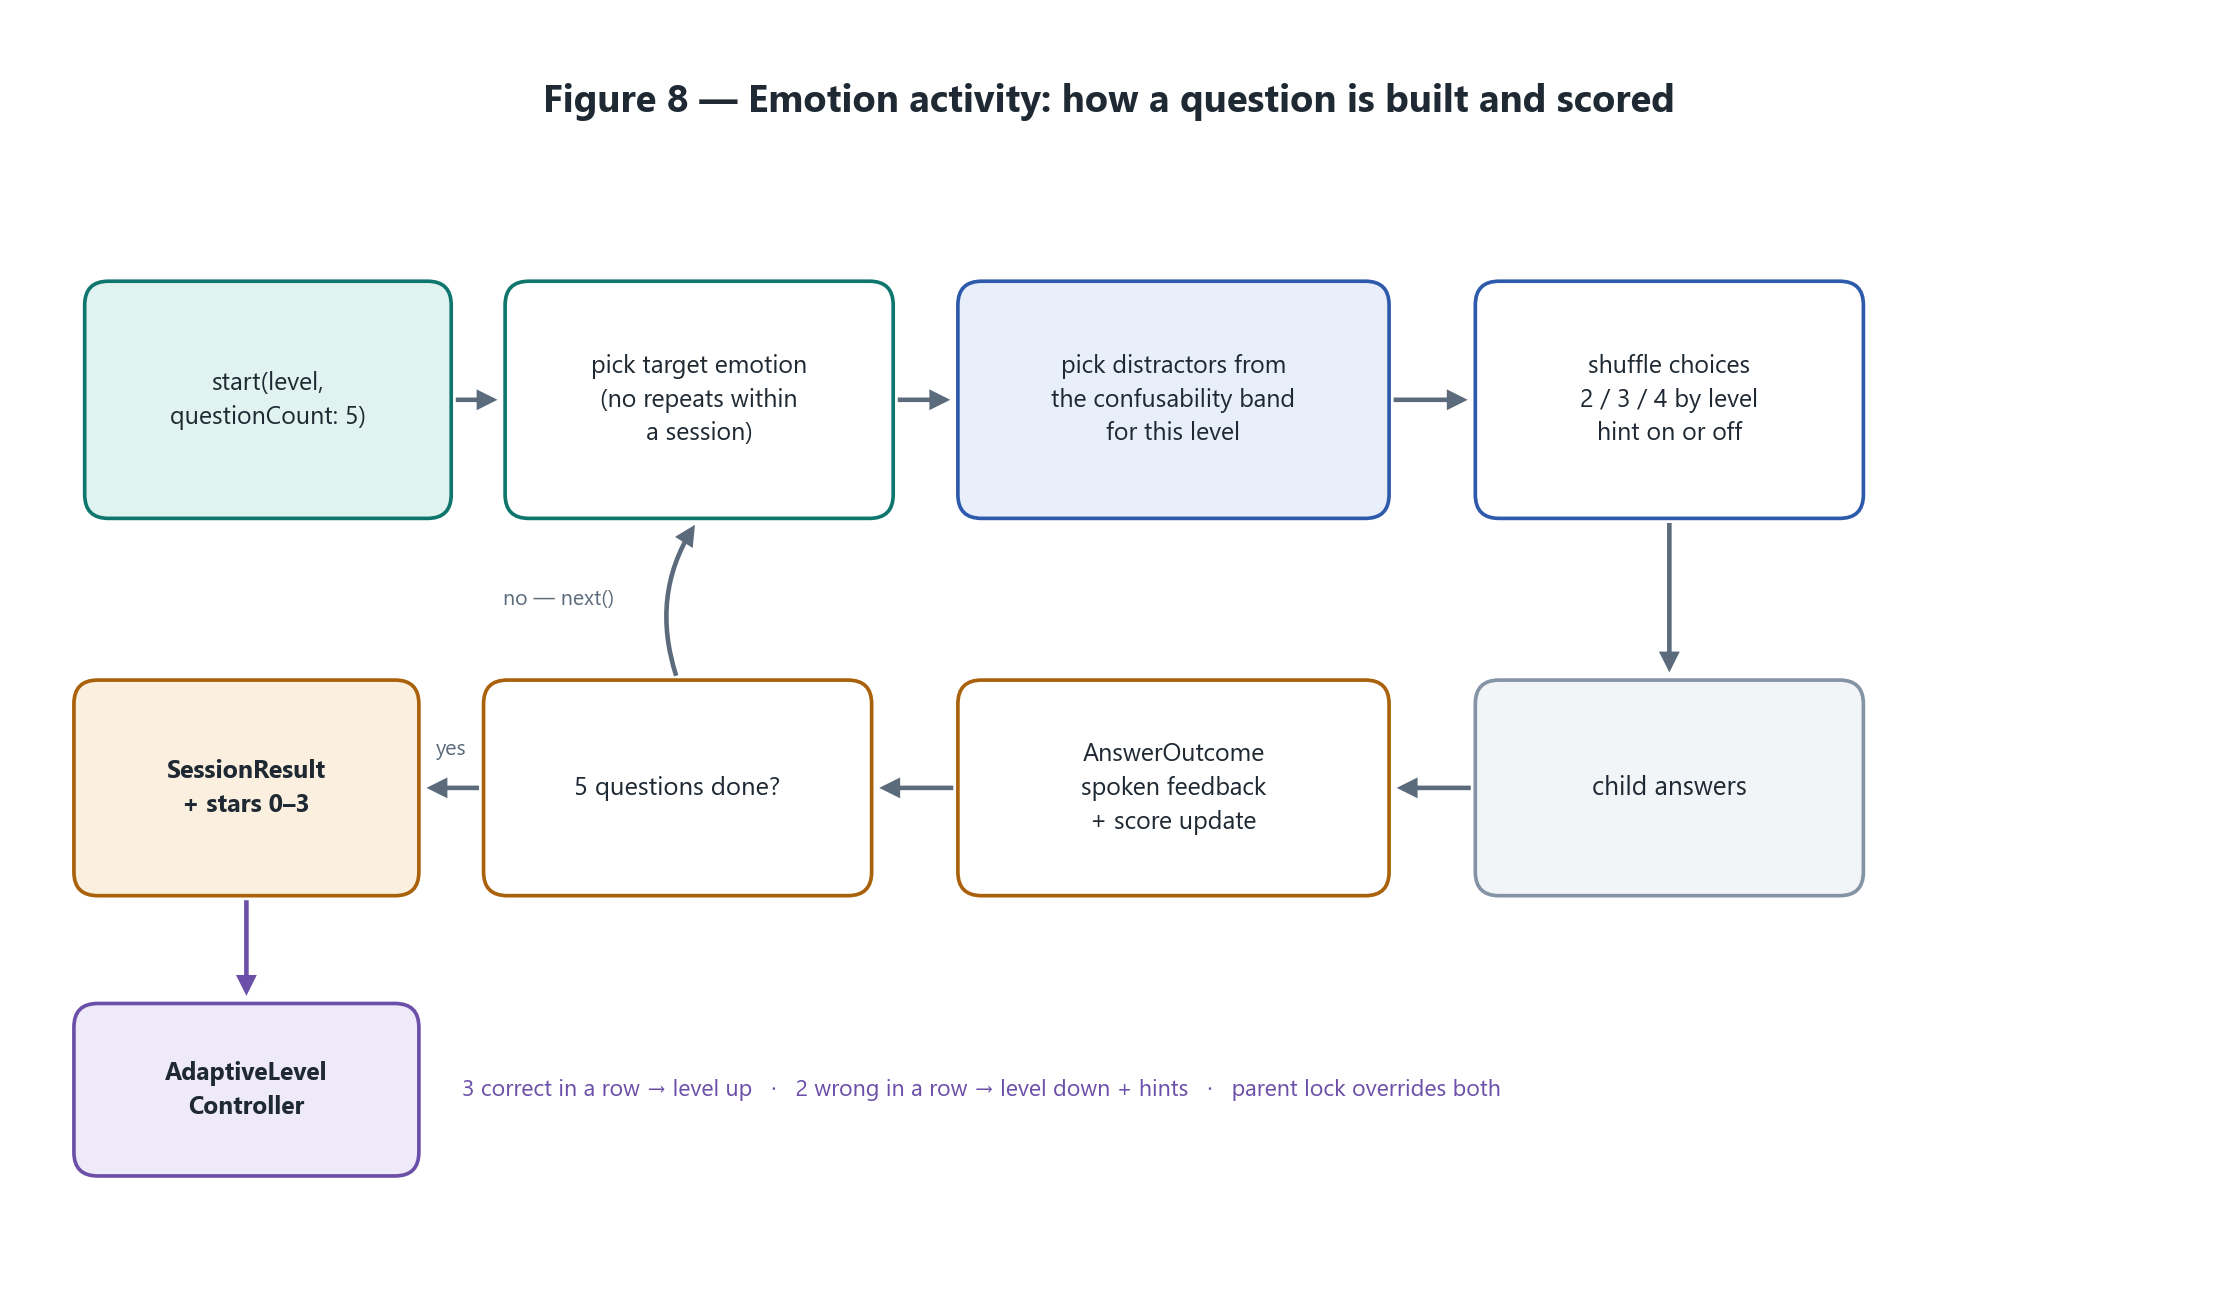 Figure 8 — Emotion activity: how a question is built and scored
start(level,
questionCount: 5)
pick target emotion
(no repeats within
a session)
pick distractors from
the confusability band
for this level
shuffle choices
2 / 3 / 4 by level
hint on or off
no — next()
SessionResult
+ stars 0–3
yes
5 questions done?
AnswerOutcome
spoken feedback
+ score update
child answers
AdaptiveLevel
Controller
3 correct in a row → level up · 2 wrong in a row → level down + hints · parent lock overrides both